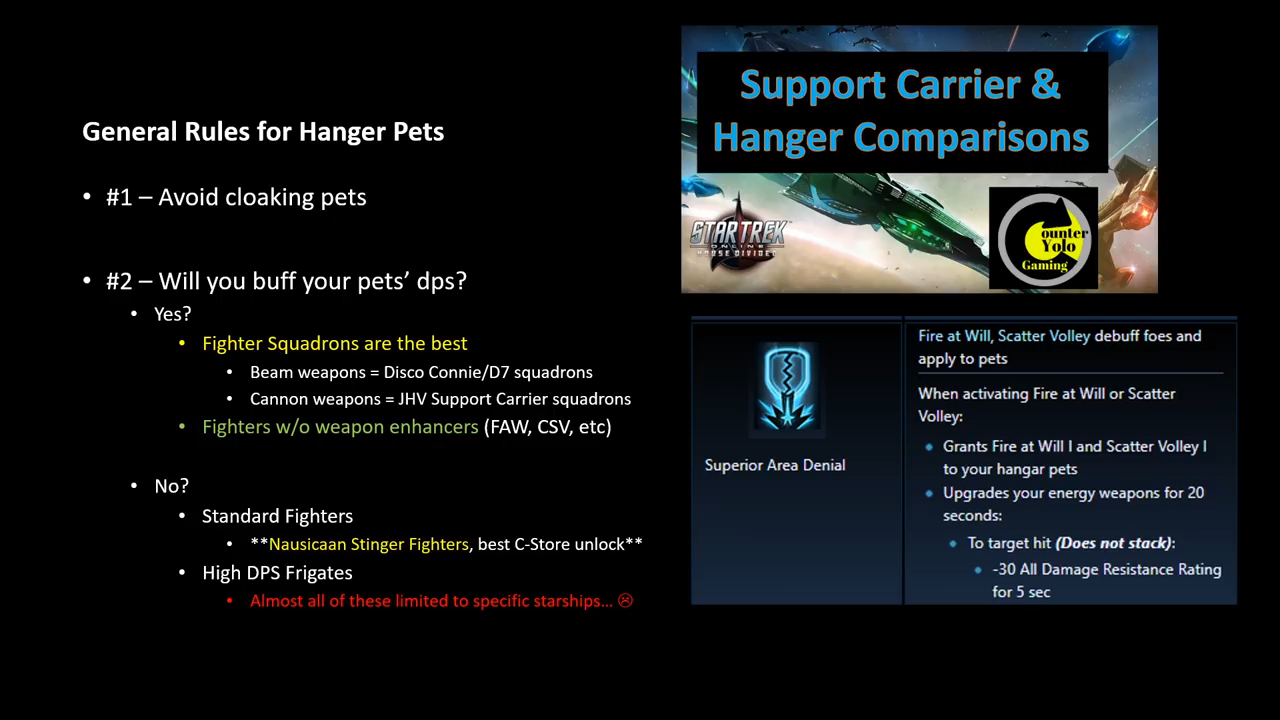 General Rules for Hanger Pets
• #1 – Avoid cloaking pets
• #2 – Will you buff your pets’ dps?
• Yes?
• Fighter Squadrons are the best
• Beam weapons = Disco Connie/D7 squadrons
• Cannon weapons = JHV Support Carrier squadrons
• Fighters w/o weapon enhancers (FAW, CSV, etc)
• No?
• Standard Fighters
• **Nausicaan Stinger Fighters, best C-Store unlock**
• High DPS Frigates
• Almost all of these limited to specific starships... ☹
Support Carrier &
Hanger Comparisons
STAR TREK
ONLINE
HOUSE DIVIDED
Counter
Yolo
Gaming
Superior Area Denial
Fire at Will, Scatter Volley debuff foes and
apply to pets
When activating Fire at Will or Scatter
Volley:
Grants Fire at Will I and Scatter Volley I
to your hangar pets
Upgrades your energy weapons for 20
seconds:
To target hit (Does not stack):
-30 All Damage Resistance Rating
for 5 sec